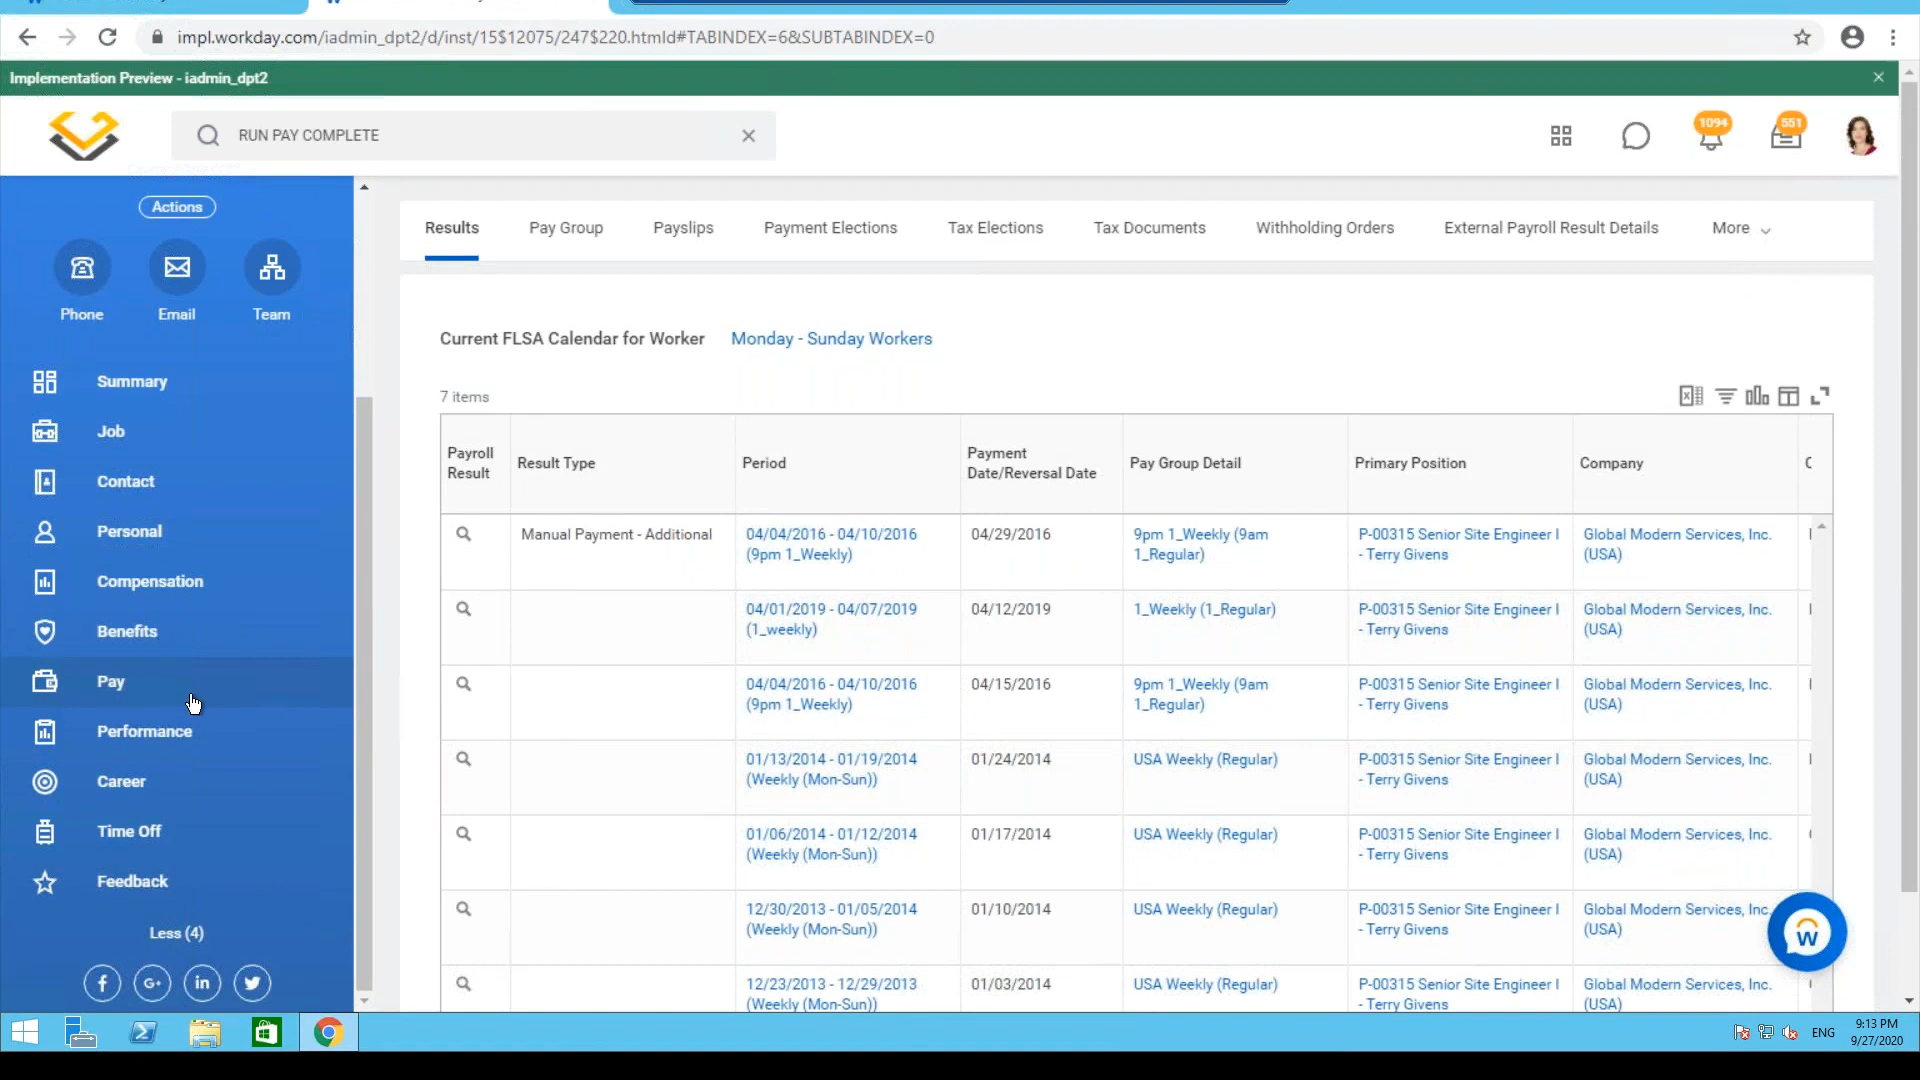 impl.workday.com/iadmin_dpt2/d/inst/15$12075/247$220.htmld#TABINDEX=6&SUBTABINDEX=0
Implementation Preview - iadmin_dpt2
RUN PAY COMPLETE
1094
551
Actions
Phone
Email
Team
Summary
Job
Contact
Personal
Compensation
Benefits
Pay
Performance
Career
Time Off
Feedback
Less (4)
Results
Pay Group
Payslips
Payment Elections
Tax Elections
Tax Documents
Withholding Orders
External Payroll Result Details
More
Current FLSA Calendar for Worker
Monday - Sunday Workers
7 items
Payroll
Result
Result Type
Period
Payment
Date/Reversal Date
Pay Group Detail
Primary Position
Company
Manual Payment - Additional
04/04/2016 - 04/10/2016
(9pm 1_Weekly)
04/29/2016
9pm 1_Weekly (9am
1_Regular)
P-00315 Senior Site Engineer I
- Terry Givens
Global Modern Services, Inc.
(USA)
04/01/2019 - 04/07/2019
(1_weekly)
04/12/2019
1_Weekly (1_Regular)
P-00315 Senior Site Engineer I
- Terry Givens
Global Modern Services, Inc.
(USA)
04/04/2016 - 04/10/2016
(9pm 1_Weekly)
04/15/2016
9pm 1_Weekly (9am
1_Regular)
P-00315 Senior Site Engineer I
- Terry Givens
Global Modern Services, Inc.
(USA)
01/13/2014 - 01/19/2014
(Weekly (Mon-Sun))
01/24/2014
USA Weekly (Regular)
P-00315 Senior Site Engineer I
- Terry Givens
Global Modern Services, Inc.
(USA)
01/06/2014 - 01/12/2014
(Weekly (Mon-Sun))
01/17/2014
USA Weekly (Regular)
P-00315 Senior Site Engineer I
- Terry Givens
Global Modern Services, Inc.
(USA)
12/30/2013 - 01/05/2014
(Weekly (Mon-Sun))
01/10/2014
USA Weekly (Regular)
P-00315 Senior Site Engineer I
- Terry Givens
Global Modern Services, Inc.
(USA)
12/23/2013 - 12/29/2013
(Weekly (Mon-Sun))
01/03/2014
USA Weekly (Regular)
P-00315 Senior Site Engineer I
- Terry Givens
Global Modern Services, Inc.
(USA)
ENG
9:13 PM
9/27/2020